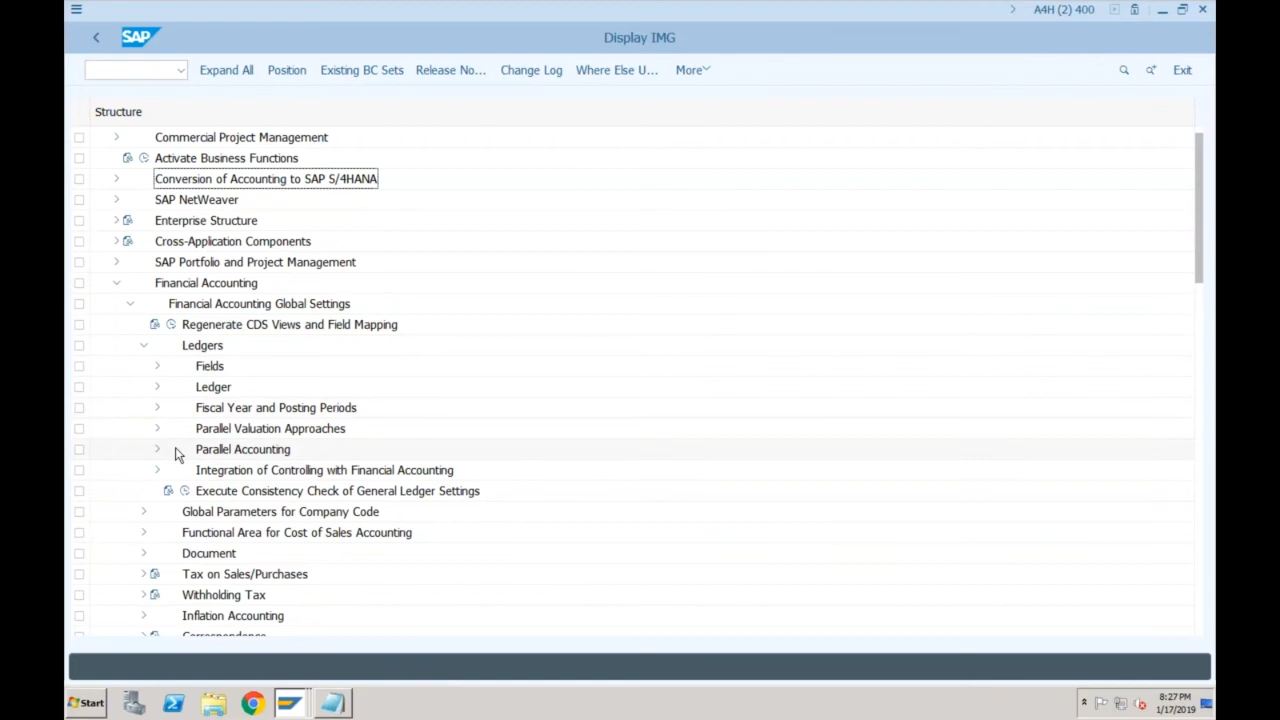 A4H (2) 400
SAP
Display IMG
Expand All
Position
Existing BC Sets
Release No...
Change Log
Where Else U...
More
Exit
Structure
Commercial Project Management
Activate Business Functions
Conversion of Accounting to SAP S/4HANA
SAP NetWeaver
Enterprise Structure
Cross-Application Components
SAP Portfolio and Project Management
Financial Accounting
Financial Accounting Global Settings
Regenerate CDS Views and Field Mapping
Ledgers
Fields
Ledger
Fiscal Year and Posting Periods
Parallel Valuation Approaches
Parallel Accounting
Integration of Controlling with Financial Accounting
Execute Consistency Check of General Ledger Settings
Global Parameters for Company Code
Functional Area for Cost of Sales Accounting
Document
Tax on Sales/Purchases
Withholding Tax
Inflation Accounting
Correspondence
Start
8:27 PM
1/17/2019